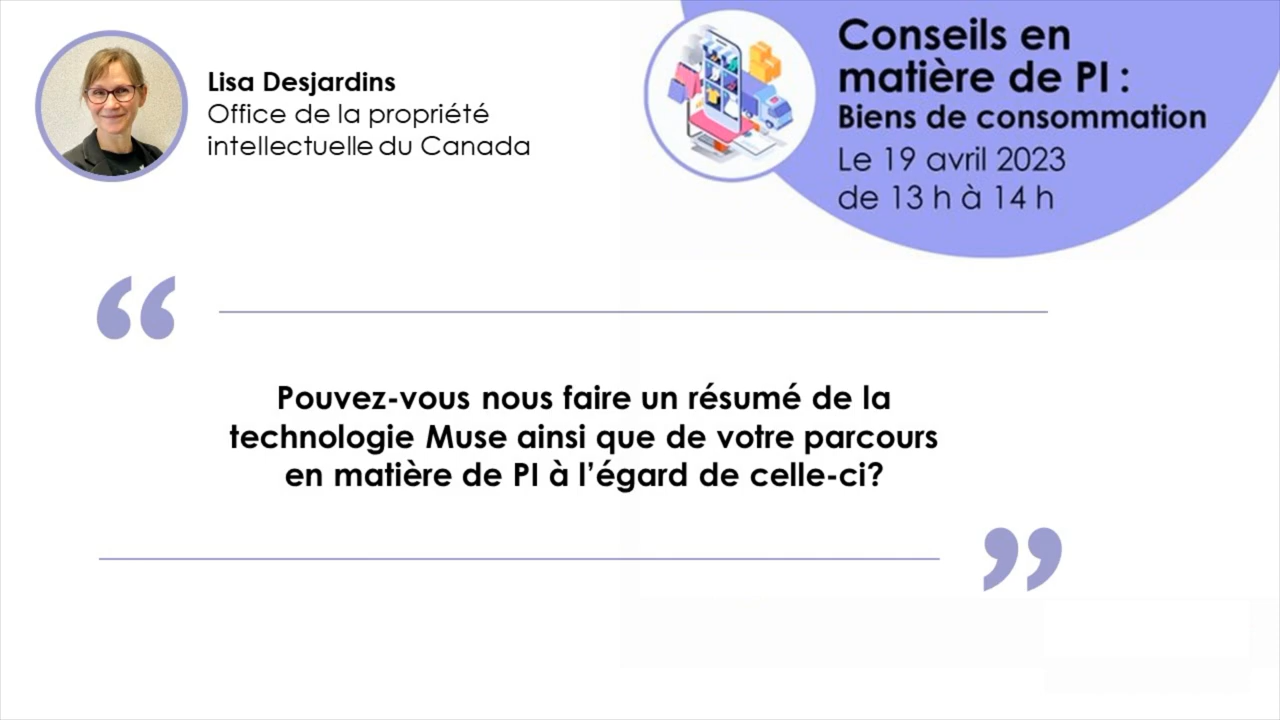 Lisa Desjardins
Office de la propriété
intellectuelle du Canada
Conseils en
matière de PI :
Biens de consommation
Le 19 avril 2023
de 13 h à 14 h
“
Pouvez-vous nous faire un résumé de la
technologie Muse ainsi que de votre parcours
en matière de PI à l’égard de celle-ci?
”